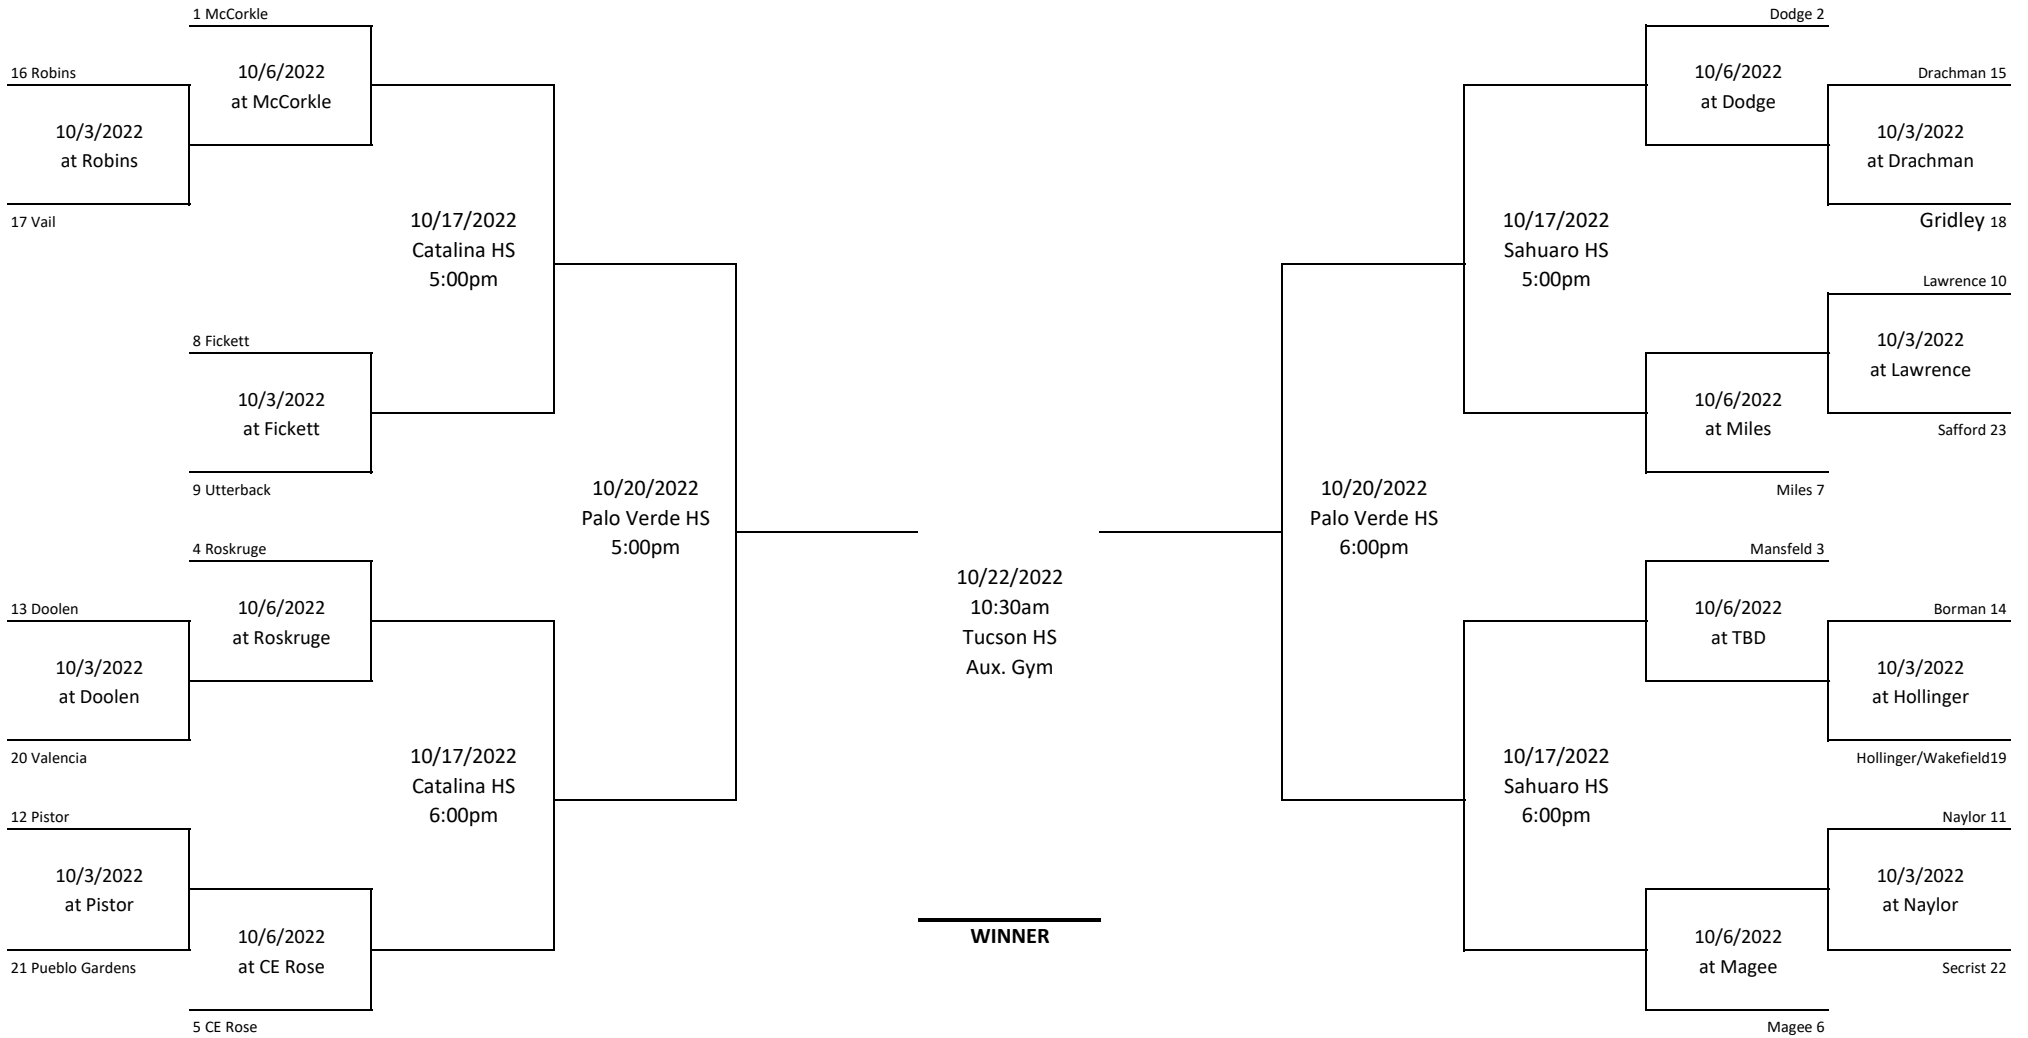 1 McCorkle
10/6/2022
at McCorkle
16 Robins
10/3/2022
at Robins
17 Vail
10/17/2022
Catalina HS
5:00pm
8 Fickett
10/3/2022
at Fickett
9 Utterback
10/20/2022
Palo Verde HS
5:00pm
4 Roskruge
10/6/2022
at Roskruge
13 Doolen
10/3/2022
at Doolen
20 Valencia
10/17/2022
Catalina HS
6:00pm
12 Pistor
10/3/2022
at Pistor
21 Pueblo Gardens
10/6/2022
at CE Rose
5 CE Rose
10/22/2022
10:30am
Tucson HS
Aux. Gym
WINNER
Dodge 2
10/6/2022
at Dodge
Drachman 15
10/3/2022
at Drachman
Gridley 18
10/17/2022
Sahuaro HS
5:00pm
Lawrence 10
10/3/2022
at Lawrence
Safford 23
10/6/2022
at Miles
Miles 7
10/20/2022
Palo Verde HS
6:00pm
Mansfeld 3
10/6/2022
at TBD
Borman 14
10/3/2022
at Hollinger
Hollinger/Wakefield19
10/17/2022
Sahuaro HS
6:00pm
Naylor 11
10/3/2022
at Naylor
Secrist 22
10/6/2022
at Magee
Magee 6